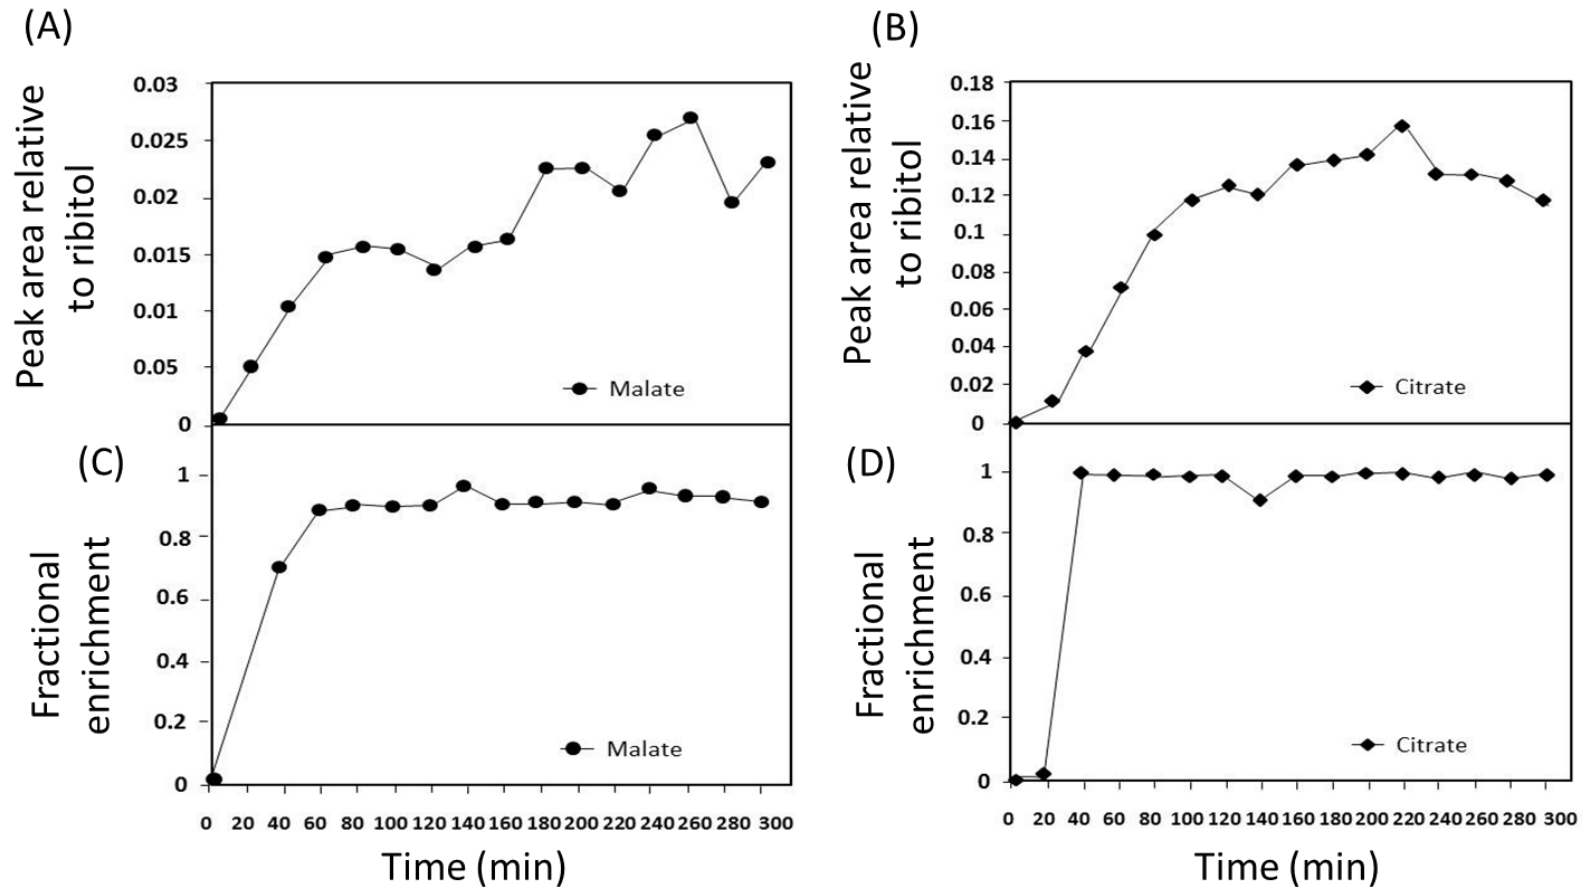 (A)
Peak area relative
to ribitol
0.03
0.025
0.02
0.015
0.01
0.05
0
Malate
(B)
Peak area relative
to ribitol
0.18
0.16
0.14
0.12
0.1
0.08
0.06
0.04
0.02
0
Citrate
(C)
Fractional
enrichment
1
0.8
0.6
0.4
0.2
0
Malate
0 20 40 60 80 100 120 140 160 180 200 220 240 260 280 300
Time (min)
(D)
Fractional
enrichment
1
0.8
0.6
0.4
0.2
0
Citrate
0 20 40 60 80 100 120 140 160 180 200 220 240 260 280 300
Time (min)